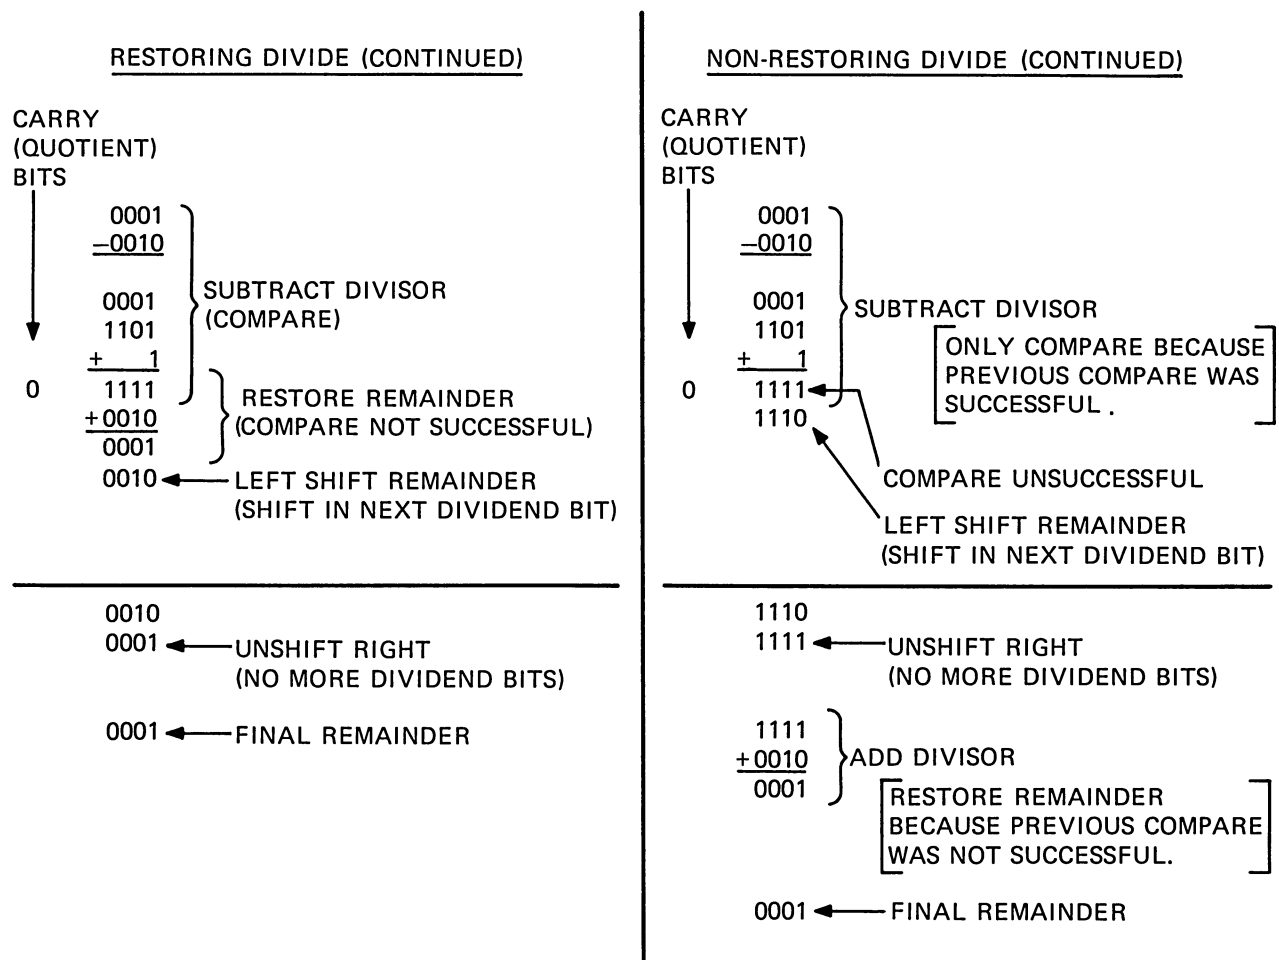 RESTORING DIVIDE (CONTINUED)
CARRY
(QUOTIENT)
BITS
0001
–0010
0001
1101
+ 1
0 1111
+0010
0001
0010
SUBTRACT DIVISOR
(COMPARE)
RESTORE REMAINDER
(COMPARE NOT SUCCESSFUL)
LEFT SHIFT REMAINDER
(SHIFT IN NEXT DIVIDEND BIT)
0010
0001
UNSHIFT RIGHT
(NO MORE DIVIDEND BITS)
0001 FINAL REMAINDER
NON-RESTORING DIVIDE (CONTINUED)
CARRY
(QUOTIENT)
BITS
0001
–0010
0001
1101
+ 1
0 1111
1110
SUBTRACT DIVISOR
ONLY COMPARE BECAUSE
PREVIOUS COMPARE WAS
SUCCESSFUL.
COMPARE UNSUCCESSFUL
LEFT SHIFT REMAINDER
(SHIFT IN NEXT DIVIDEND BIT)
1110
1111
UNSHIFT RIGHT
(NO MORE DIVIDEND BITS)
1111
+0010
0001
ADD DIVISOR
RESTORE REMAINDER
BECAUSE PREVIOUS COMPARE
WAS NOT SUCCESSFUL.
0001 FINAL REMAINDER